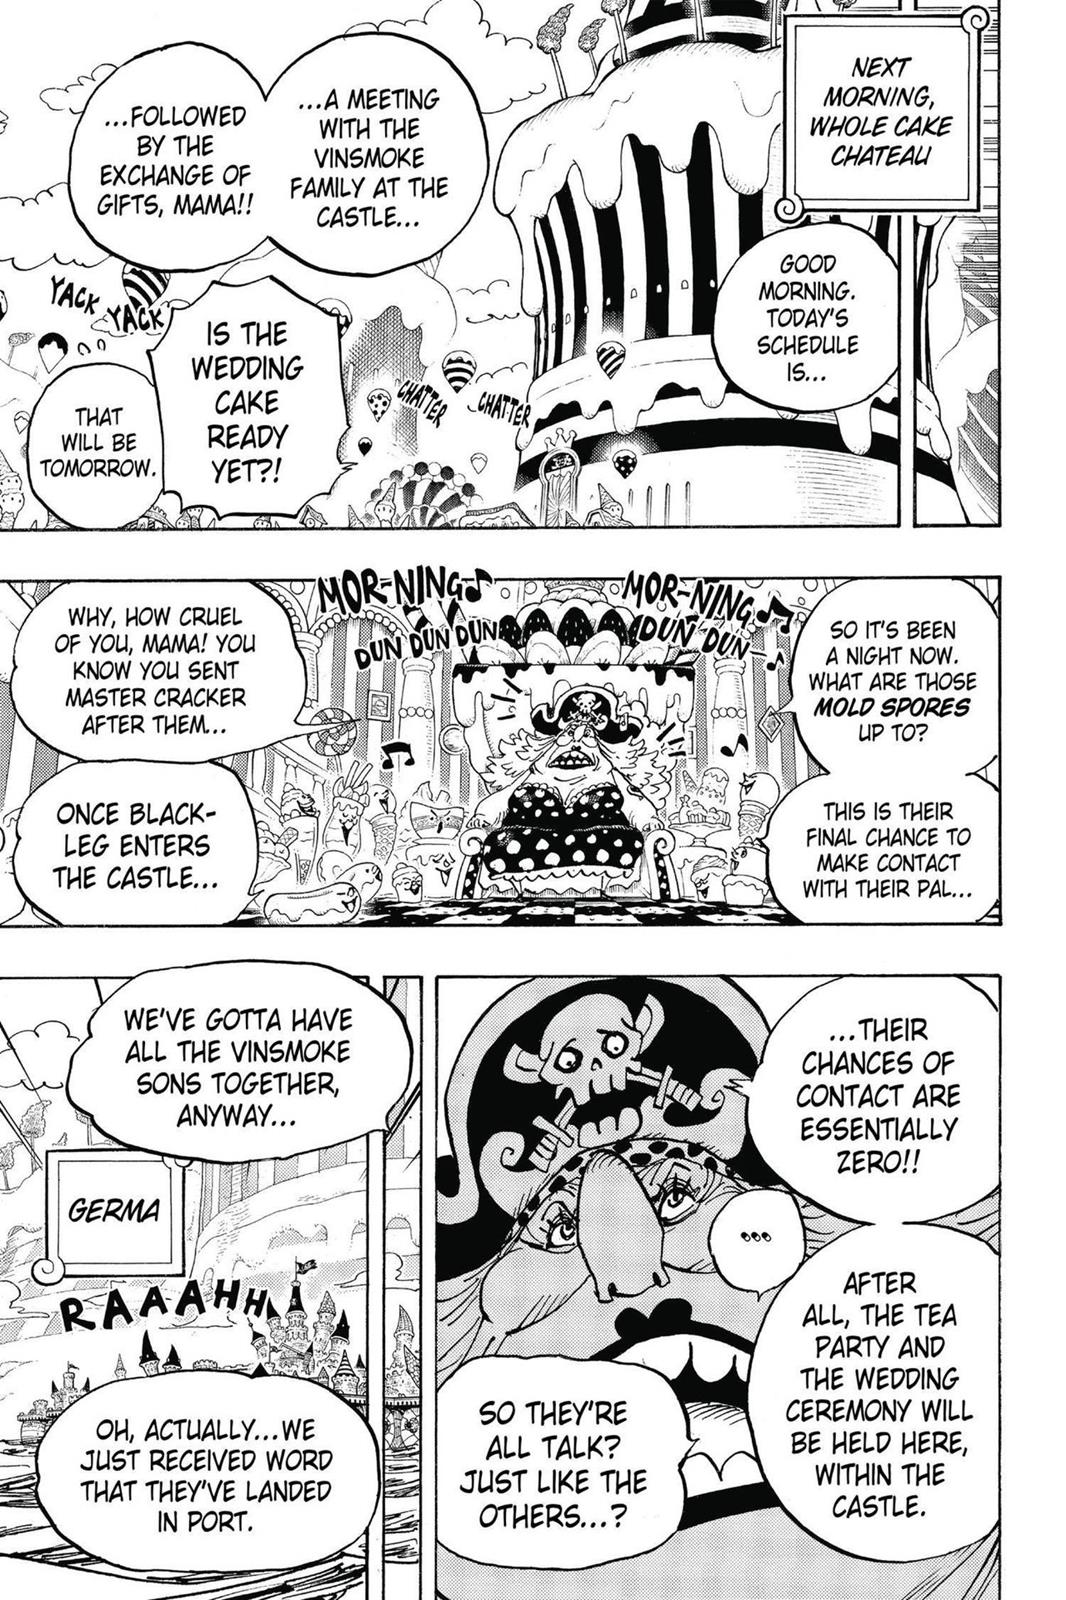 NEXT
MORNING,
WHOLE CAKE
CHATEAU
GOOD
MORNING.
TODAY'S
SCHEDULE
IS...
...A MEETING
WITH THE
VINSMOKE
FAMILY AT THE
CASTLE...
...FOLLOWED
BY THE
EXCHANGE OF
GIFTS, MAMA!!
IS THE
WEDDING
CAKE
READY
YET?!
THAT
WILL BE
TOMORROW.
YACK
YACK
CHATTER
CHATTER
SO IT'S BEEN
A NIGHT NOW.
WHAT ARE THOSE
MOLD SPORES
UP TO?
THIS IS THEIR
FINAL CHANCE TO
MAKE CONTACT
WITH THEIR PAL...
MOR-NING
DUN DUN
MOR-NING
DUN DUN DUN
WHY, HOW CRUEL
OF YOU, MAMA! YOU
KNOW YOU SENT
MASTER CRACKER
AFTER THEM...
ONCE BLACK-
LEG ENTERS
THE CASTLE...
...THEIR
CHANCES OF
CONTACT ARE
ESSENTIALLY
ZERO!!
...
AFTER
ALL, THE TEA
PARTY AND
THE WEDDING
CEREMONY WILL
BE HELD HERE,
WITHIN THE
CASTLE.
SO THEY'RE
ALL TALK?
JUST LIKE THE
OTHERS...?
WE'VE GOTTA HAVE
ALL THE VINSMOKE
SONS TOGETHER,
ANYWAY...
GERMA
RAAAHH
OH, ACTUALLY...WE
JUST RECEIVED WORD
THAT THEY'VE LANDED
IN PORT.